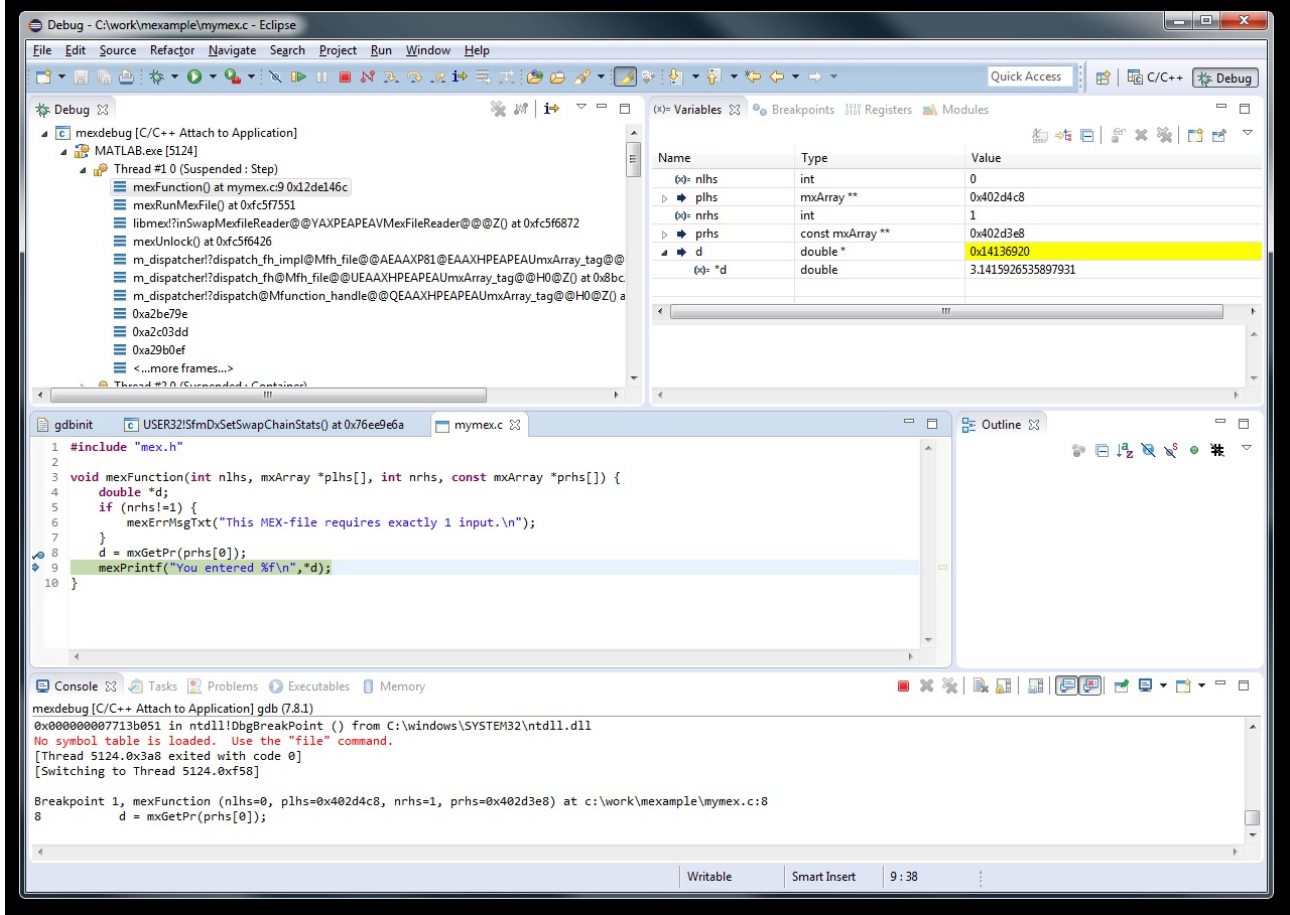 Debug - C:\work\mexample\mymex.c - Eclipse
File Edit Source Refactor Navigate Search Project Run Window Help
Quick Access C/C++ Debug
Debug
mexdebug [C/C++ Attach to Application]
MATLAB.exe [5124]
Thread #1 0 (Suspended : Step)
mexFunction() at mymex.c:9 0x12de146c
mexRunMexFile() at 0xfc5f7551
libmex!?inSwapMexfileReader@@YAXPEAPEAVMexFileReader@@@Z() at 0xfc5f6872
mexUnlock() at 0xfc5f6426
m_dispatcher!?dispatch_fh_impl@Mfh_file@@AEAAXP81@EAAXHPEAPEAUmxArray_tag@@
m_dispatcher!?dispatch_fh@Mfh_file@@UEAAXHPEAPEAUmxArray_tag@@H0@Z() at 0x8bc
m_dispatcher!?dispatch@Mfunction_handle@@QEAAXHPEAPEAUmxArray_tag@@H0@Z() a
0xa2be79e
0xa2c03dd
0xa29b0ef
<...more frames...>
Thread #2 0 (Suspended : Container)
(x)= Variables Breakpoints Registers Modules
Name Type Value
(x)= nlhs int 0
plhs mxArray ** 0x402d4c8
(x)= nrhs int 1
prhs const mxArray ** 0x402d3e8
d double * 0x14136920
(x)= *d double 3.1415926535897931
gdbinit USER32!SfmDxSetSwapChainStats() at 0x76ee9e6a mymex.c
1 #include "mex.h"
2
3 void mexFunction(int nlhs, mxArray *plhs[], int nrhs, const mxArray *prhs[]) {
4 double *d;
5 if (nrhs!=1) {
6 mexErrMsgTxt("This MEX-file requires exactly 1 input.\n");
7 }
8 d = mxGetPr(prhs[0]);
9 mexPrintf("You entered %f\n",*d);
10 }
Outline
Console Tasks Problems Executables Memory
mexdebug [C/C++ Attach to Application] gdb (7.8.1)
0x000000007713b051 in ntdll!DbgBreakPoint () from C:\windows\SYSTEM32\ntdll.dll
No symbol table is loaded.  Use the "file" command.
[Thread 5124.0x3a8 exited with code 0]
[Switching to Thread 5124.0xf58]
Breakpoint 1, mexFunction (nlhs=0, plhs=0x402d4c8, nrhs=1, prhs=0x402d3e8) at c:\work\mexample\mymex.c:8
8 d = mxGetPr(prhs[0]);
Writable Smart Insert 9 : 38